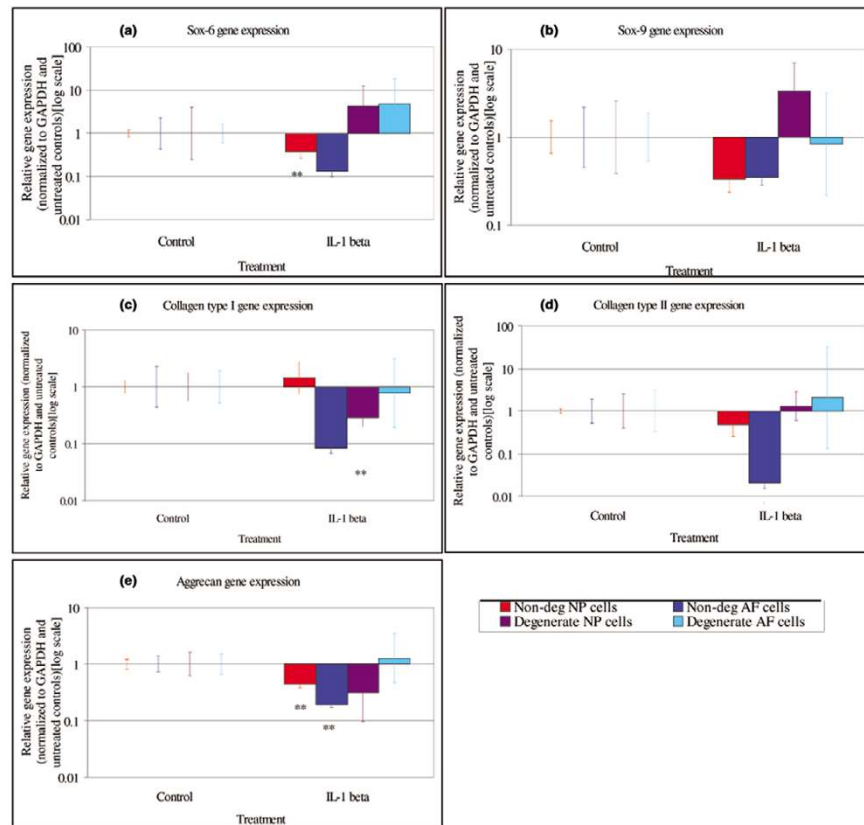 (a)
Sox-6 gene expression
Relative gene expression
(normalized to GAPDH and
untreated controls)[log scale]
100
10
1
0.1
0.01
**
Control
IL-1 beta
Treatment
(b)
Sox-9 gene expression
Relative gene expression
(normalized to GAPDH and
untreated controls)[log scale]
10
1
0.1
Control
IL-1 beta
Treatment
(c)
Collagen type I gene expression
Relative gene expression (normalized
to GAPDH and untreated
controls)[log scale]
10
1
0.1
0.01
**
Control
IL-1 beta
Treatment
(d)
Collagen type II gene expression
Relative gene expression (normalized
to GAPDH and untreated
controls)[log scale]
100
10
1
0.1
0.01
Control
IL-1 beta
Treatment
(e)
Aggrecan gene expression
Relative gene expression
(normalized to GAPDH and
untreated controls)[log scale]
10
1
0.1
0.01
**
**
Control
IL-1 beta
Treatment
Non-deg NP cells
Non-deg AF cells
Degenerate NP cells
Degenerate AF cells